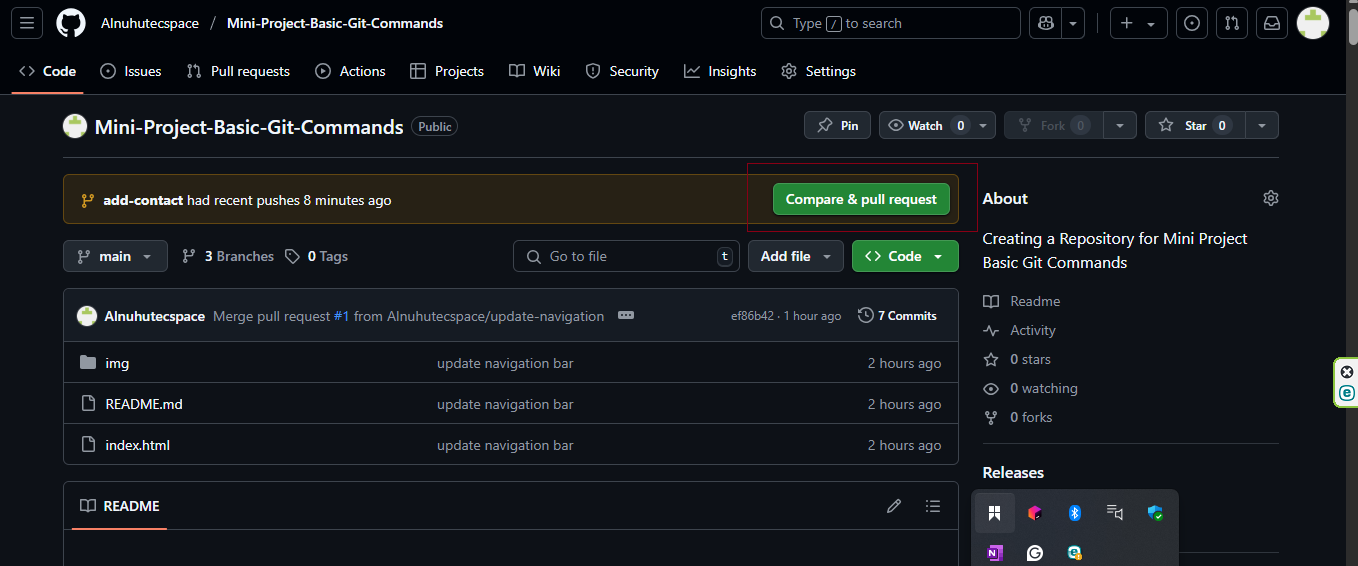 Alnuhutecspace / Mini-Project-Basic-Git-Commands
Type / to search
Code Issues Pull requests Actions Projects Wiki Security Insights Settings
Mini-Project-Basic-Git-Commands Public
Pin Watch 0 Fork 0 Star 0
add-contact had recent pushes 8 minutes ago
Compare & pull request
main 3 Branches 0 Tags
Go to file t
Add file
Code
Alnuhutecspace Merge pull request #1 from Alnuhutecspace/update-navigation
ef86b42 · 1 hour ago
7 Commits
img update navigation bar 2 hours ago
README.md update navigation bar 2 hours ago
index.html update navigation bar 2 hours ago
README
About
Creating a Repository for Mini Project
Basic Git Commands
Readme
Activity
0 stars
0 watching
0 forks
Releases